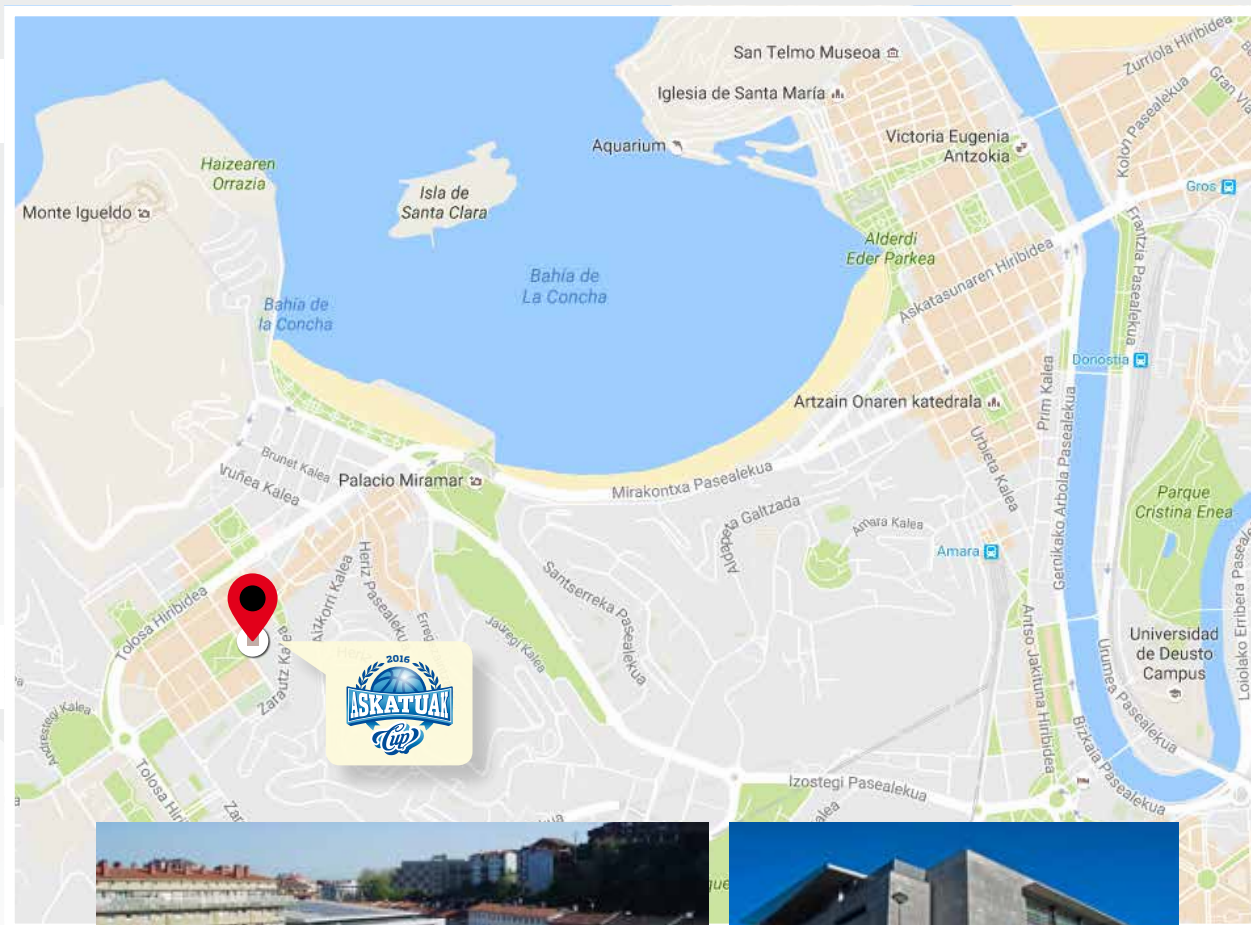 San Telmo Museoa
Zurriola Hiribidea
Gran Vía
Iglesia de Santa María
Kolon Pasealekua
Victoria Eugenia
Antzokia
Aquarium
Haizearen
Orrazia
Isla de
Santa Clara
Gros
Monte Igueldo
Frantzia Pasealekua
Alderdi
Eder Parkea
Askatasunaren Hiribidea
Bahía de
La Concha
Bahía de
la Concha
Donostia
Prim Kalea
Artzain Onaren katedrala
Urbieta Kalea
Gernikako Arbola Pasealekua
Brunet Kalea
Palacio Miramar
Mirakontxa Pasealekua
Aldapeta Galtzada
Amara Kalea
Parque
Cristina Enea
Amara
Loiolako Erribera
Tolosa Hiribidea
Aizkorri Kalea
Heriz Pasealekua
Santserreka Pasealekua
Jauregi Kalea
Zarautz Kalea
2016
ASKATUAK
Cup
Antso Jakituna Hiribidea
Universidad
de Deusto
Campus
Urumea Pasealekua
Bizkaia Pasealekua
Andrestegi Kalea
Izostegi Pasealekua